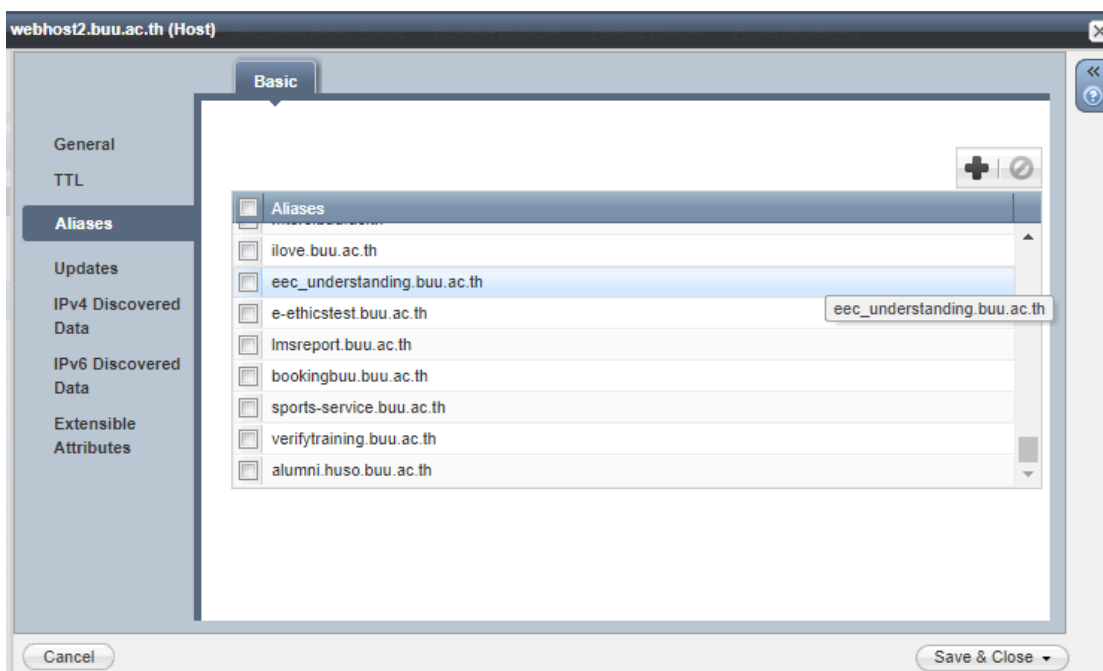 webhost2.buu.ac.th (Host)
Basic
General
TTL
Aliases
Updates
IPv4 Discovered
Data
IPv6 Discovered
Data
Extensible
Attributes
Aliases
ilove.buu.ac.th
eec_understanding.buu.ac.th
eec_understanding.buu.ac.th
e-ethicstest.buu.ac.th
lmsreport.buu.ac.th
bookingbuu.buu.ac.th
sports-service.buu.ac.th
verifytraining.buu.ac.th
alumni.huso.buu.ac.th
Cancel
Save & Close